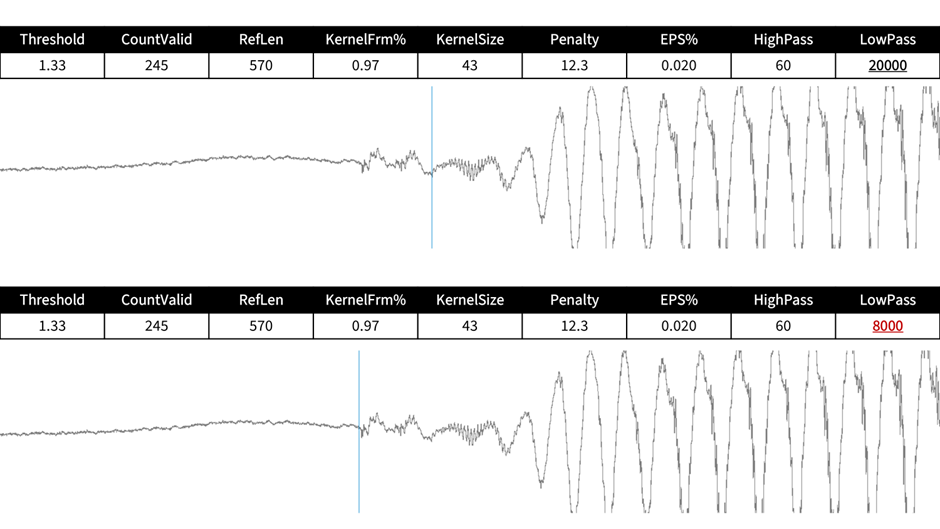 Threshold CountValid RefLen KernelFrm% KernelSize Penalty EPS% HighPass LowPass
1.33 245 570 0.97 43 12.3 0.020 60 20000
Threshold CountValid RefLen KernelFrm% KernelSize Penalty EPS% HighPass LowPass
1.33 245 570 0.97 43 12.3 0.020 60 8000